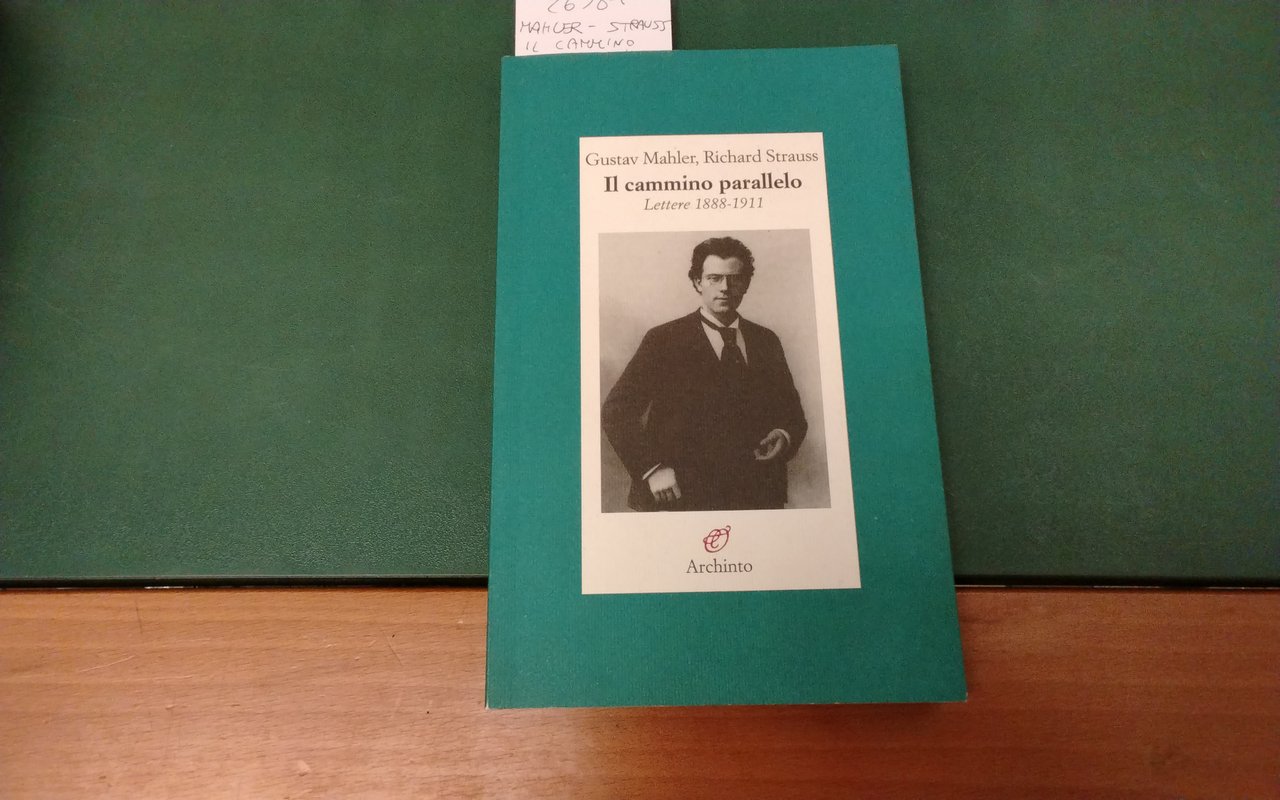 MAHLER - STRAUSS
IL CAMMINO
Gustav Mahler, Richard Strauss
Il cammino parallelo
Lettere 1888-1911
Archinto